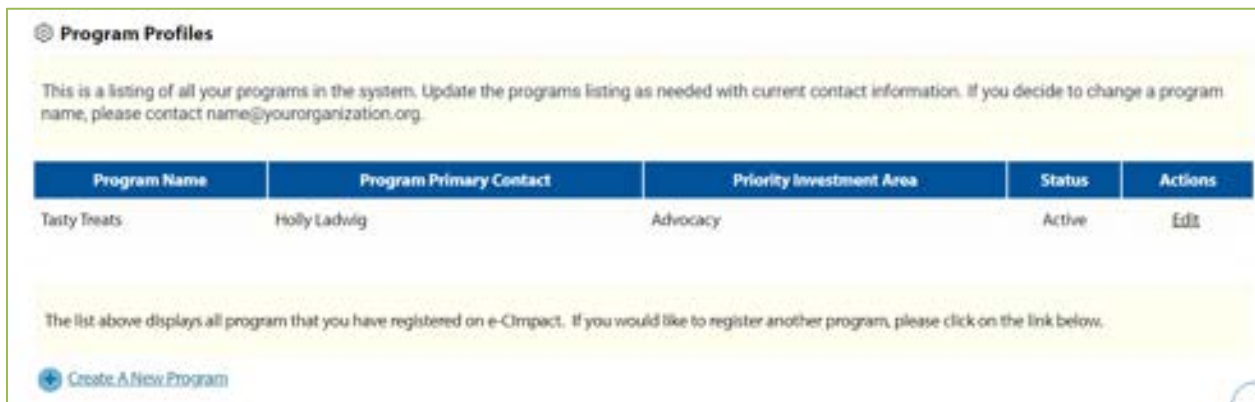 Program Profiles
This is a listing of all your programs in the system. Update the programs listing as needed with current contact information. If you decide to change a program
name, please contact name@yourorganization.org.
Program Name Program Primary Contact Priority Investment Area Status Actions
Tasty Treats Holly Ladwig Advocacy Active Edit
The list above displays all program that you have registered on e-CImpact. If you would like to register another program, please click on the link below.
Create A New Program